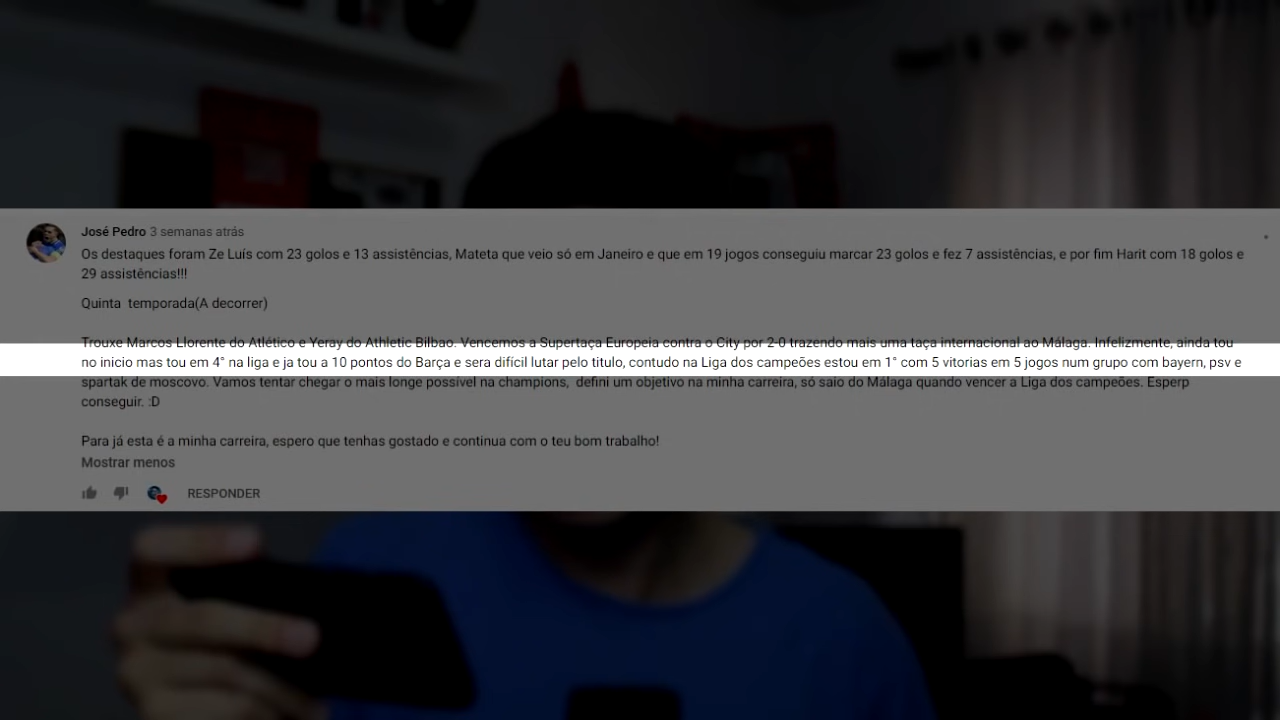 José Pedro 3 semanas atrás
Os destaques foram Ze Luís com 23 golos e 13 assistências, Mateta que veio só em Janeiro e que em 19 jogos conseguiu marcar 23 golos e fez 7 assistências, e por fim Harit com 18 golos e
29 assistências!!!
Quinta temporada(A decorrer)
Trouxe Marcos Llorente do Atlético e Yeray do Athletic Bilbao. Vencemos a Supertaça Europeia contra o City por 2-0 trazendo mais uma taça internacional ao Málaga. Infelizmente, ainda tou
no inicio mas tou em 4° na liga e ja tou a 10 pontos do Barça e sera difícil lutar pelo titulo, contudo na Liga dos campeões estou em 1° com 5 vitorias em 5 jogos num grupo com bayern, psv e
spartak de moscovo. Vamos tentar chegar o mais longe possível na champions, defini um objetivo na minha carreira, só saio do Málaga quando vencer a Liga dos campeões. Esperp
conseguir. :D
Para já esta é a minha carreira, espero que tenhas gostado e continua com o teu bom trabalho!
Mostrar menos
RESPONDER